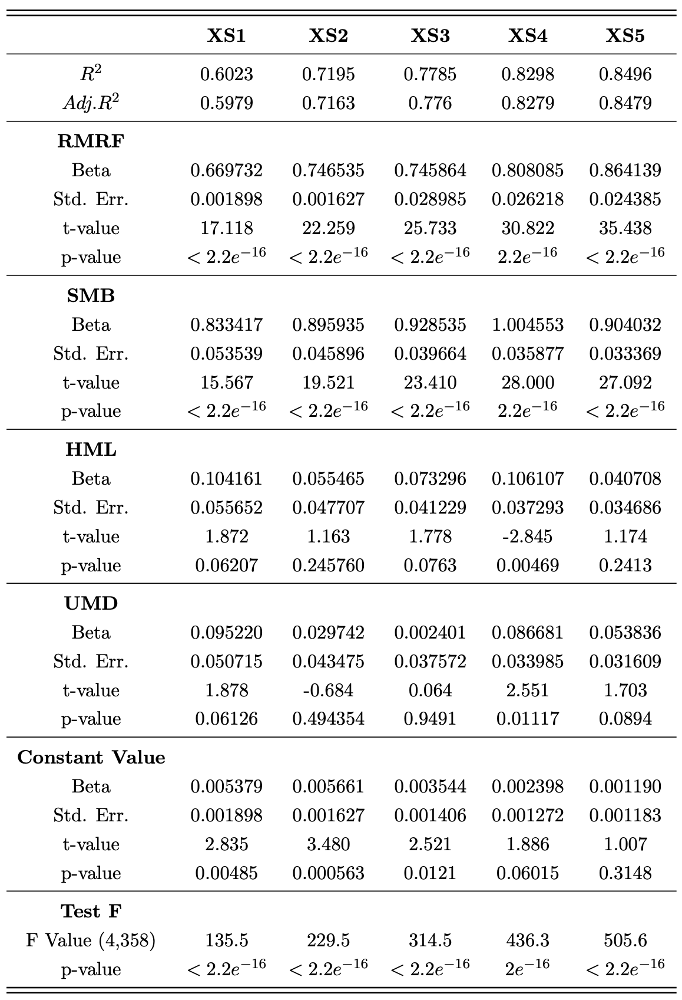 XS1 XS2 XS3 XS4 XS5
R² 0.6023 0.7195 0.7785 0.8298 0.8496
Adj.R² 0.5979 0.7163 0.776 0.8279 0.8479
RMRF
Beta 0.669732 0.746535 0.745864 0.808085 0.864139
Std. Err. 0.001898 0.001627 0.028985 0.026218 0.024385
t-value 17.118 22.259 25.733 30.822 35.438
p-value < 2.2e⁻¹⁶ < 2.2e⁻¹⁶ < 2.2e⁻¹⁶ 2.2e⁻¹⁶ < 2.2e⁻¹⁶
SMB
Beta 0.833417 0.895935 0.928535 1.004553 0.904032
Std. Err. 0.053539 0.045896 0.039664 0.035877 0.033369
t-value 15.567 19.521 23.410 28.000 27.092
p-value < 2.2e⁻¹⁶ < 2.2e⁻¹⁶ < 2.2e⁻¹⁶ 2.2e⁻¹⁶ < 2.2e⁻¹⁶
HML
Beta 0.104161 0.055465 0.073296 0.106107 0.040708
Std. Err. 0.055652 0.047707 0.041229 0.037293 0.034686
t-value 1.872 1.163 1.778 -2.845 1.174
p-value 0.06207 0.245760 0.0763 0.00469 0.2413
UMD
Beta 0.095220 0.029742 0.002401 0.086681 0.053836
Std. Err. 0.050715 0.043475 0.037572 0.033985 0.031609
t-value 1.878 -0.684 0.064 2.551 1.703
p-value 0.06126 0.494354 0.9491 0.01117 0.0894
Constant Value
Beta 0.005379 0.005661 0.003544 0.002398 0.001190
Std. Err. 0.001898 0.001627 0.001406 0.001272 0.001183
t-value 2.835 3.480 2.521 1.886 1.007
p-value 0.00485 0.000563 0.0121 0.06015 0.3148
Test F
F Value (4,358) 135.5 229.5 314.5 436.3 505.6
p-value < 2.2e⁻¹⁶ < 2.2e⁻¹⁶ < 2.2e⁻¹⁶ 2e⁻¹⁶ < 2.2e⁻¹⁶